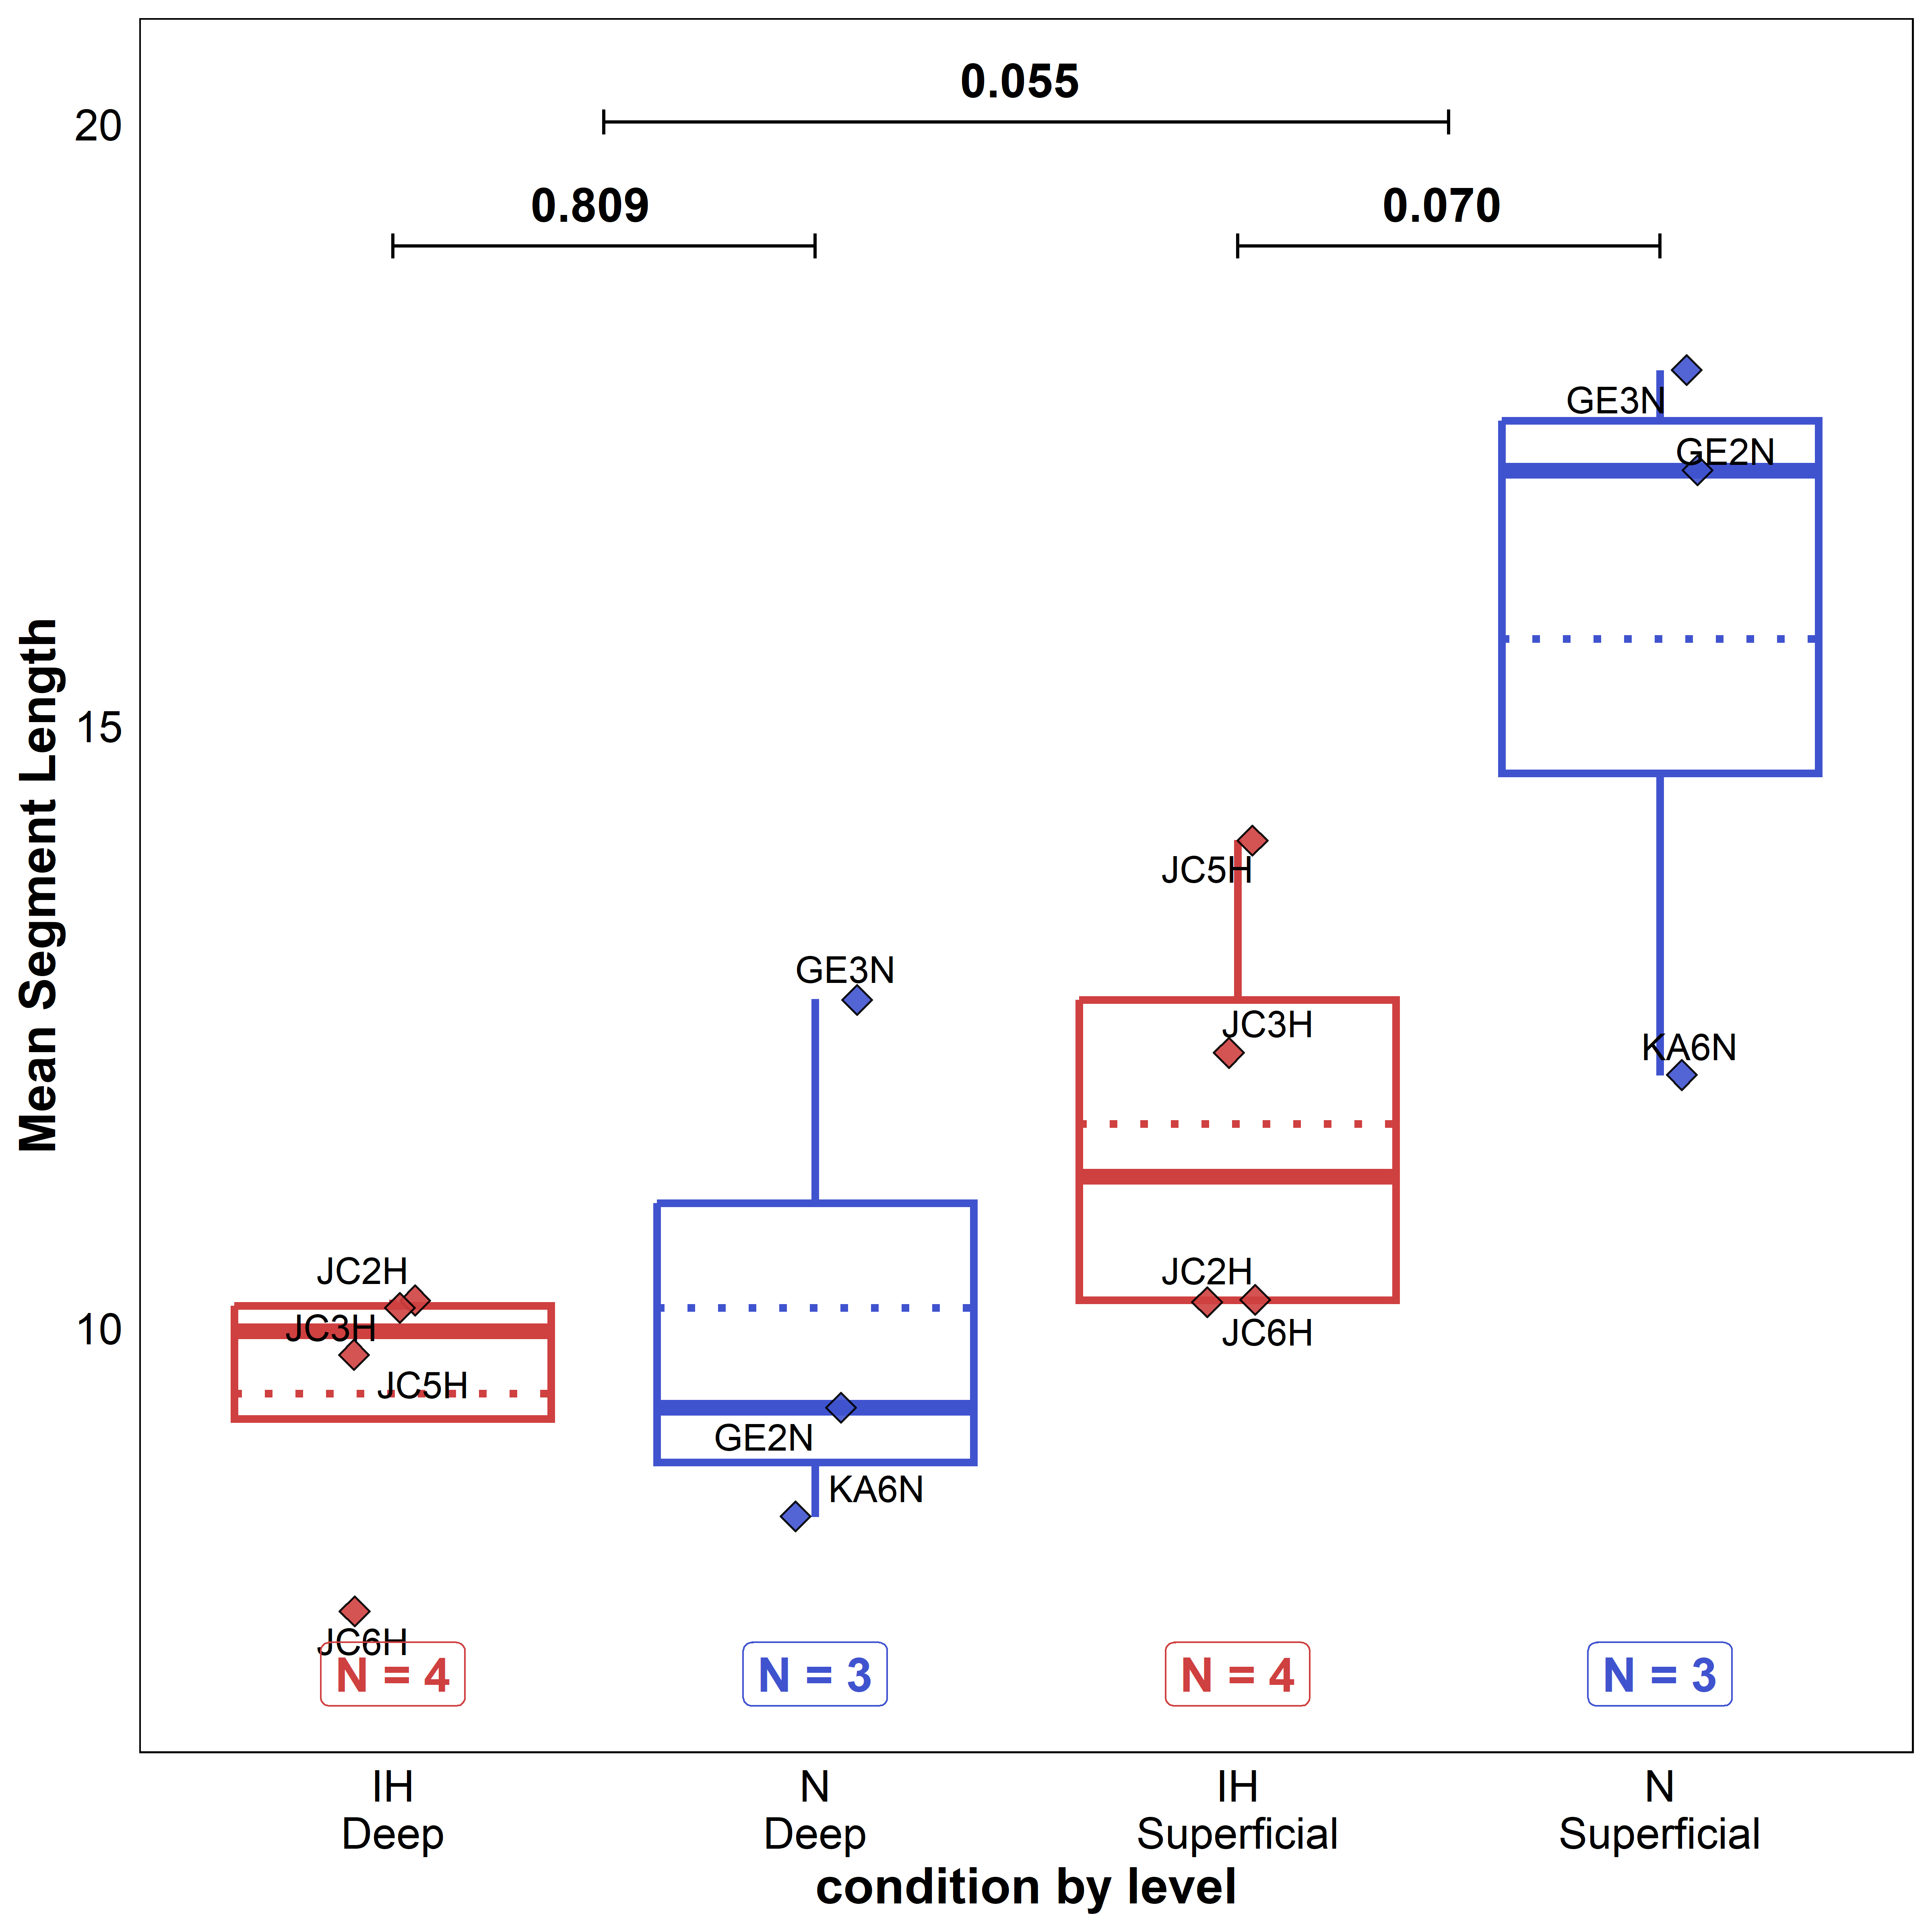 0.055
20
0.809
0.070
GE3N
GE2N
15
JC5H
GE3N
JC3H
KA6N
Mean Segment Length
JC2H
JC2H
10
JC3H
JC6H
JC5H
GE2N
KA6N
JC6H
N = 4
N = 3
N = 4
N = 3
IH
Deep
N
Deep
IH
Superficial
N
Superficial
condition by level